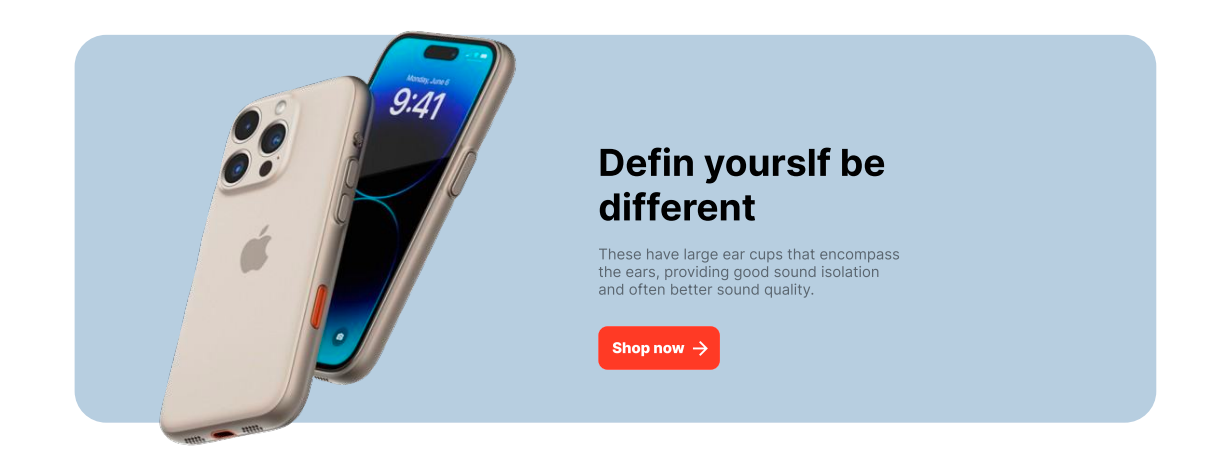 Monday, June 6
9:41
Defin yourslf be
different
These have large ear cups that encompass
the ears, providing good sound isolation
and often better sound quality.
Shop now